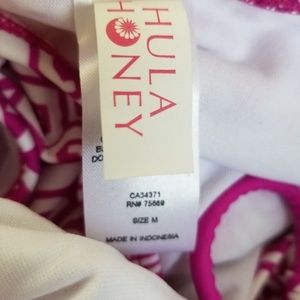 HULA
HONEY
CA34371
RN# 75669
SIZE M
MADE IN INDONESIA